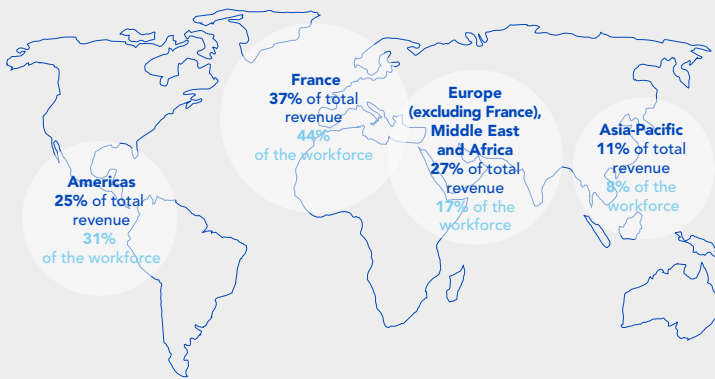 France
37% of total
revenue
44%
of the workforce
Europe
(excluding France),
Middle East
and Africa
27% of total
revenue
17% of the
workforce
Asia-Pacific
11% of total
revenue
8% of the
workforce
Americas
25% of total
revenue
31%
of the workforce